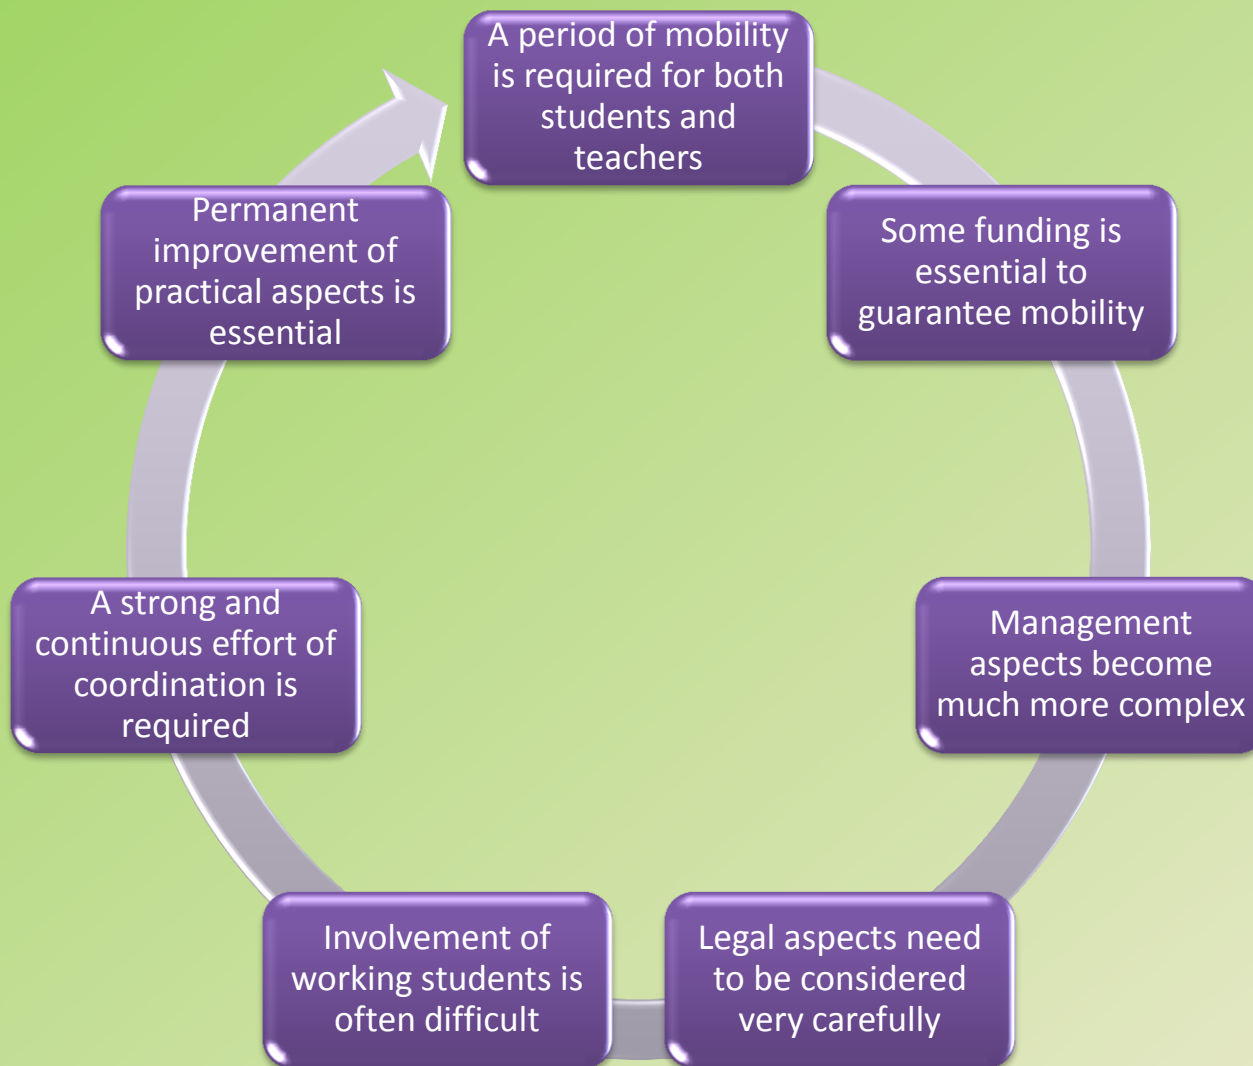 A period of mobility
is required for both
students and
teachers
Some funding is
essential to
guarantee mobility
Management
aspects become
much more complex
Legal aspects need
to be considered
very carefully
Involvement of
working students is
often difficult
A strong and
continuous effort of
coordination is
required
Permanent
improvement of
practical aspects is
essential